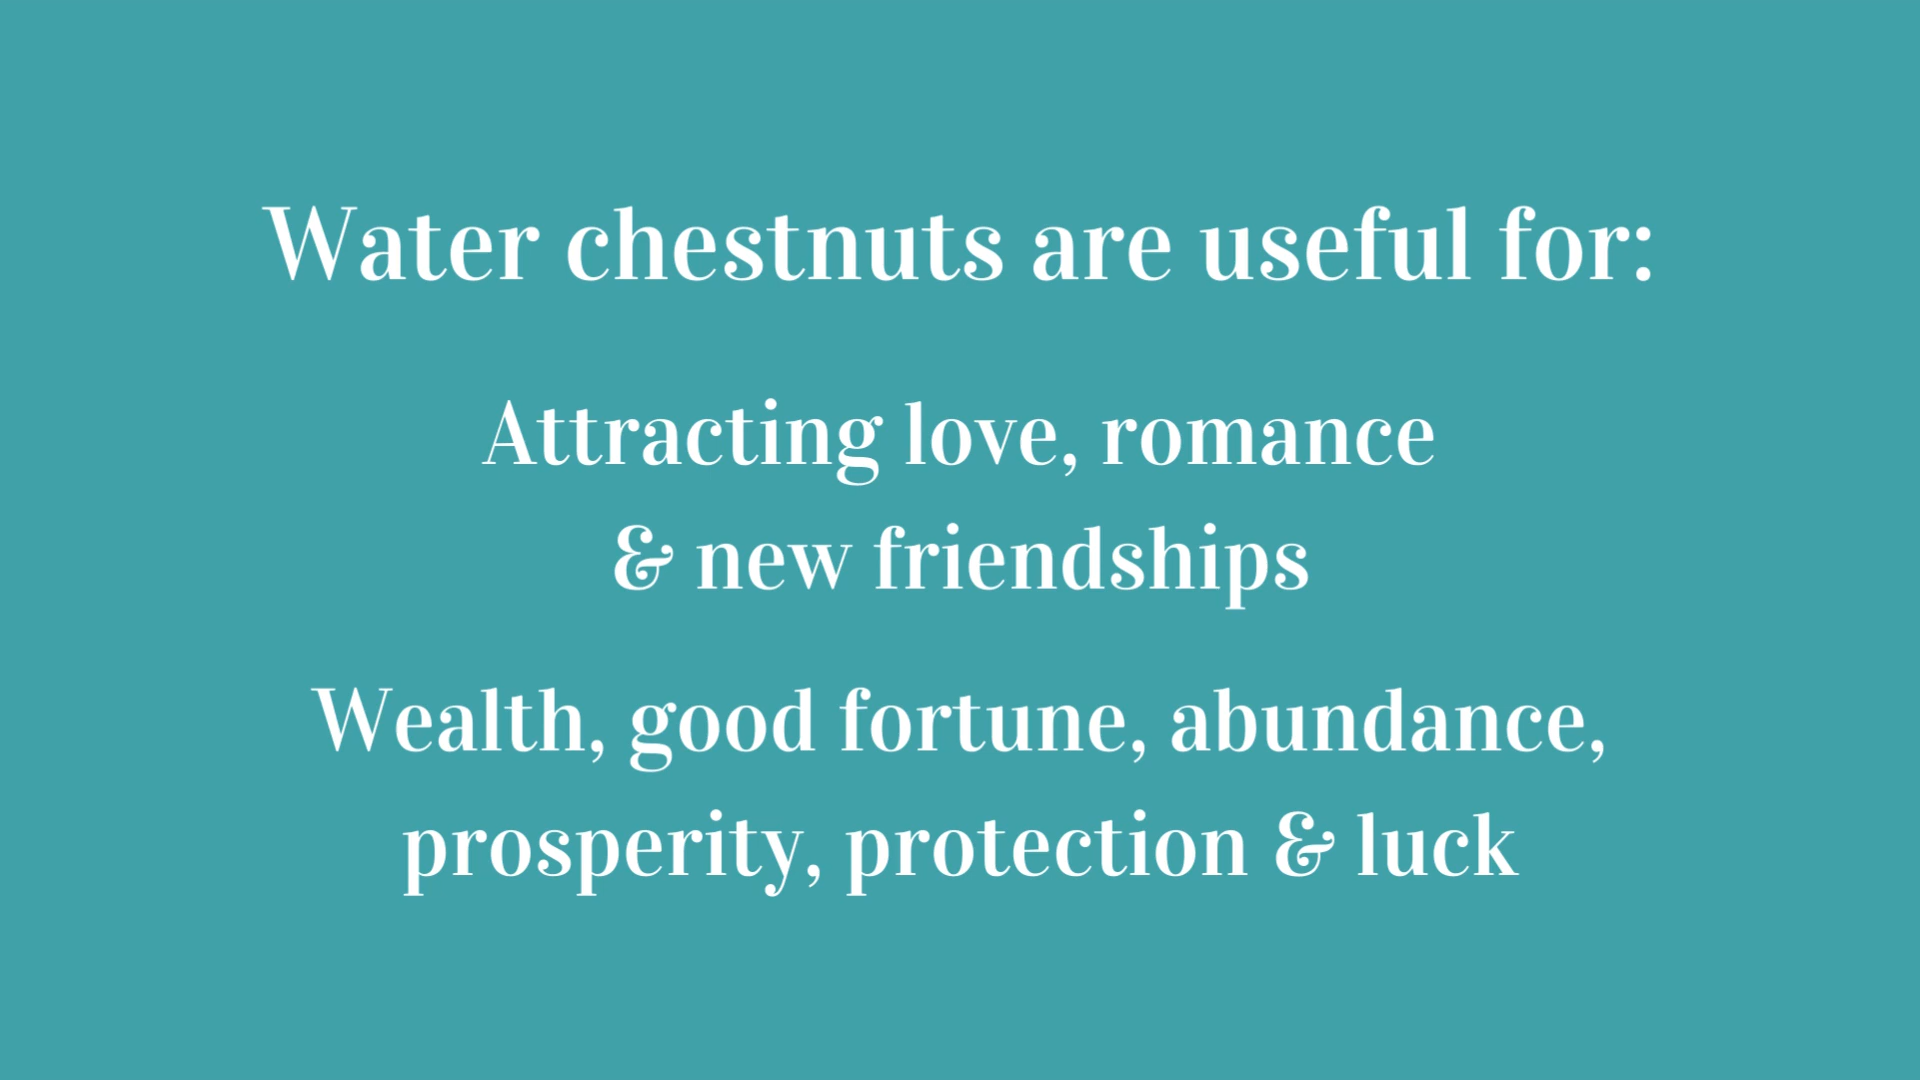 Water chestnuts are useful for:
Attracting love, romance
& new friendships
Wealth, good fortune, abundance,
prosperity, protection & luck